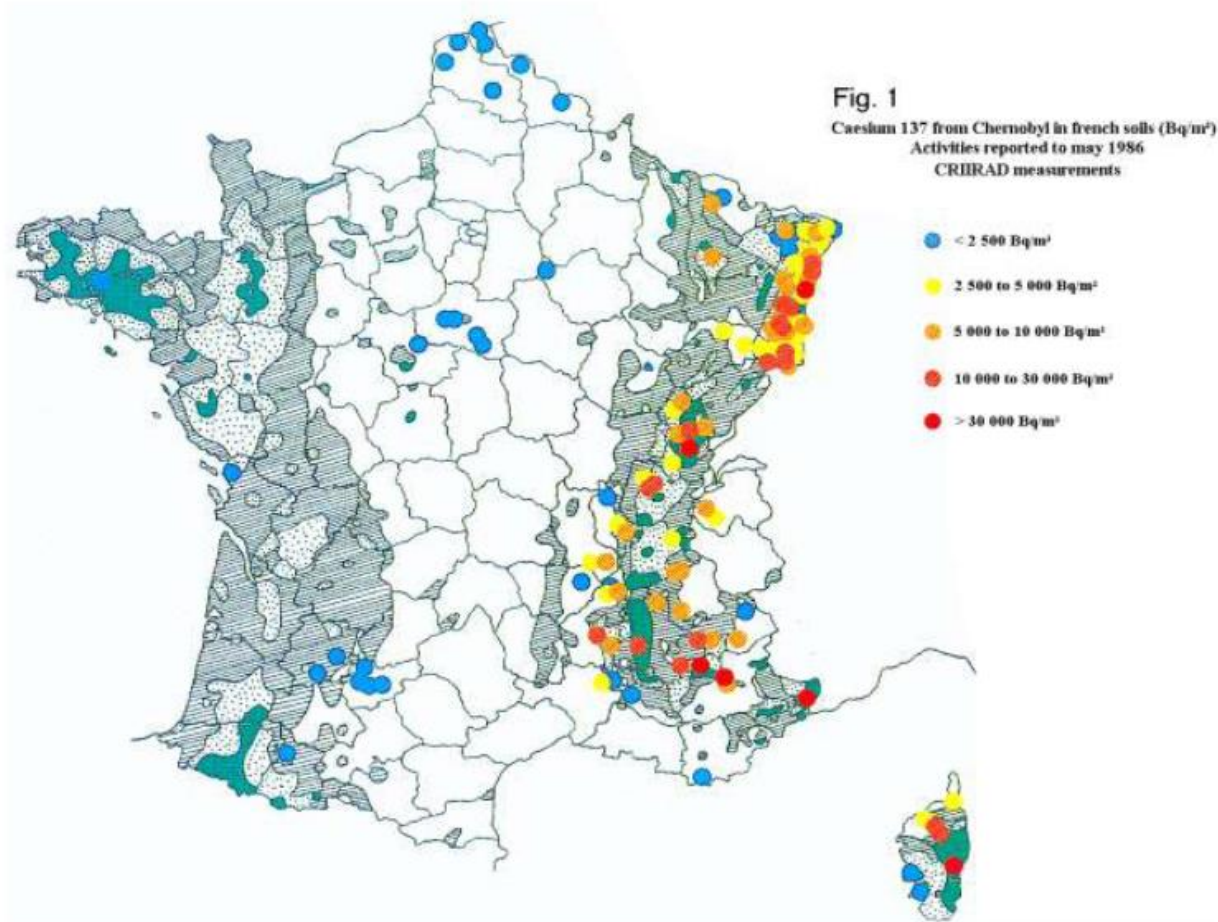 Fig. 1
Caesium 137 from Chernobyl in french soils (Bq/m²)
Activities reported to may 1986
CRIIRAD measurements
< 2 500 Bq/m²
2 500 to 5 000 Bq/m²
5 000 to 10 000 Bq/m²
10 000 to 30 000 Bq/m²
> 30 000 Bq/m²